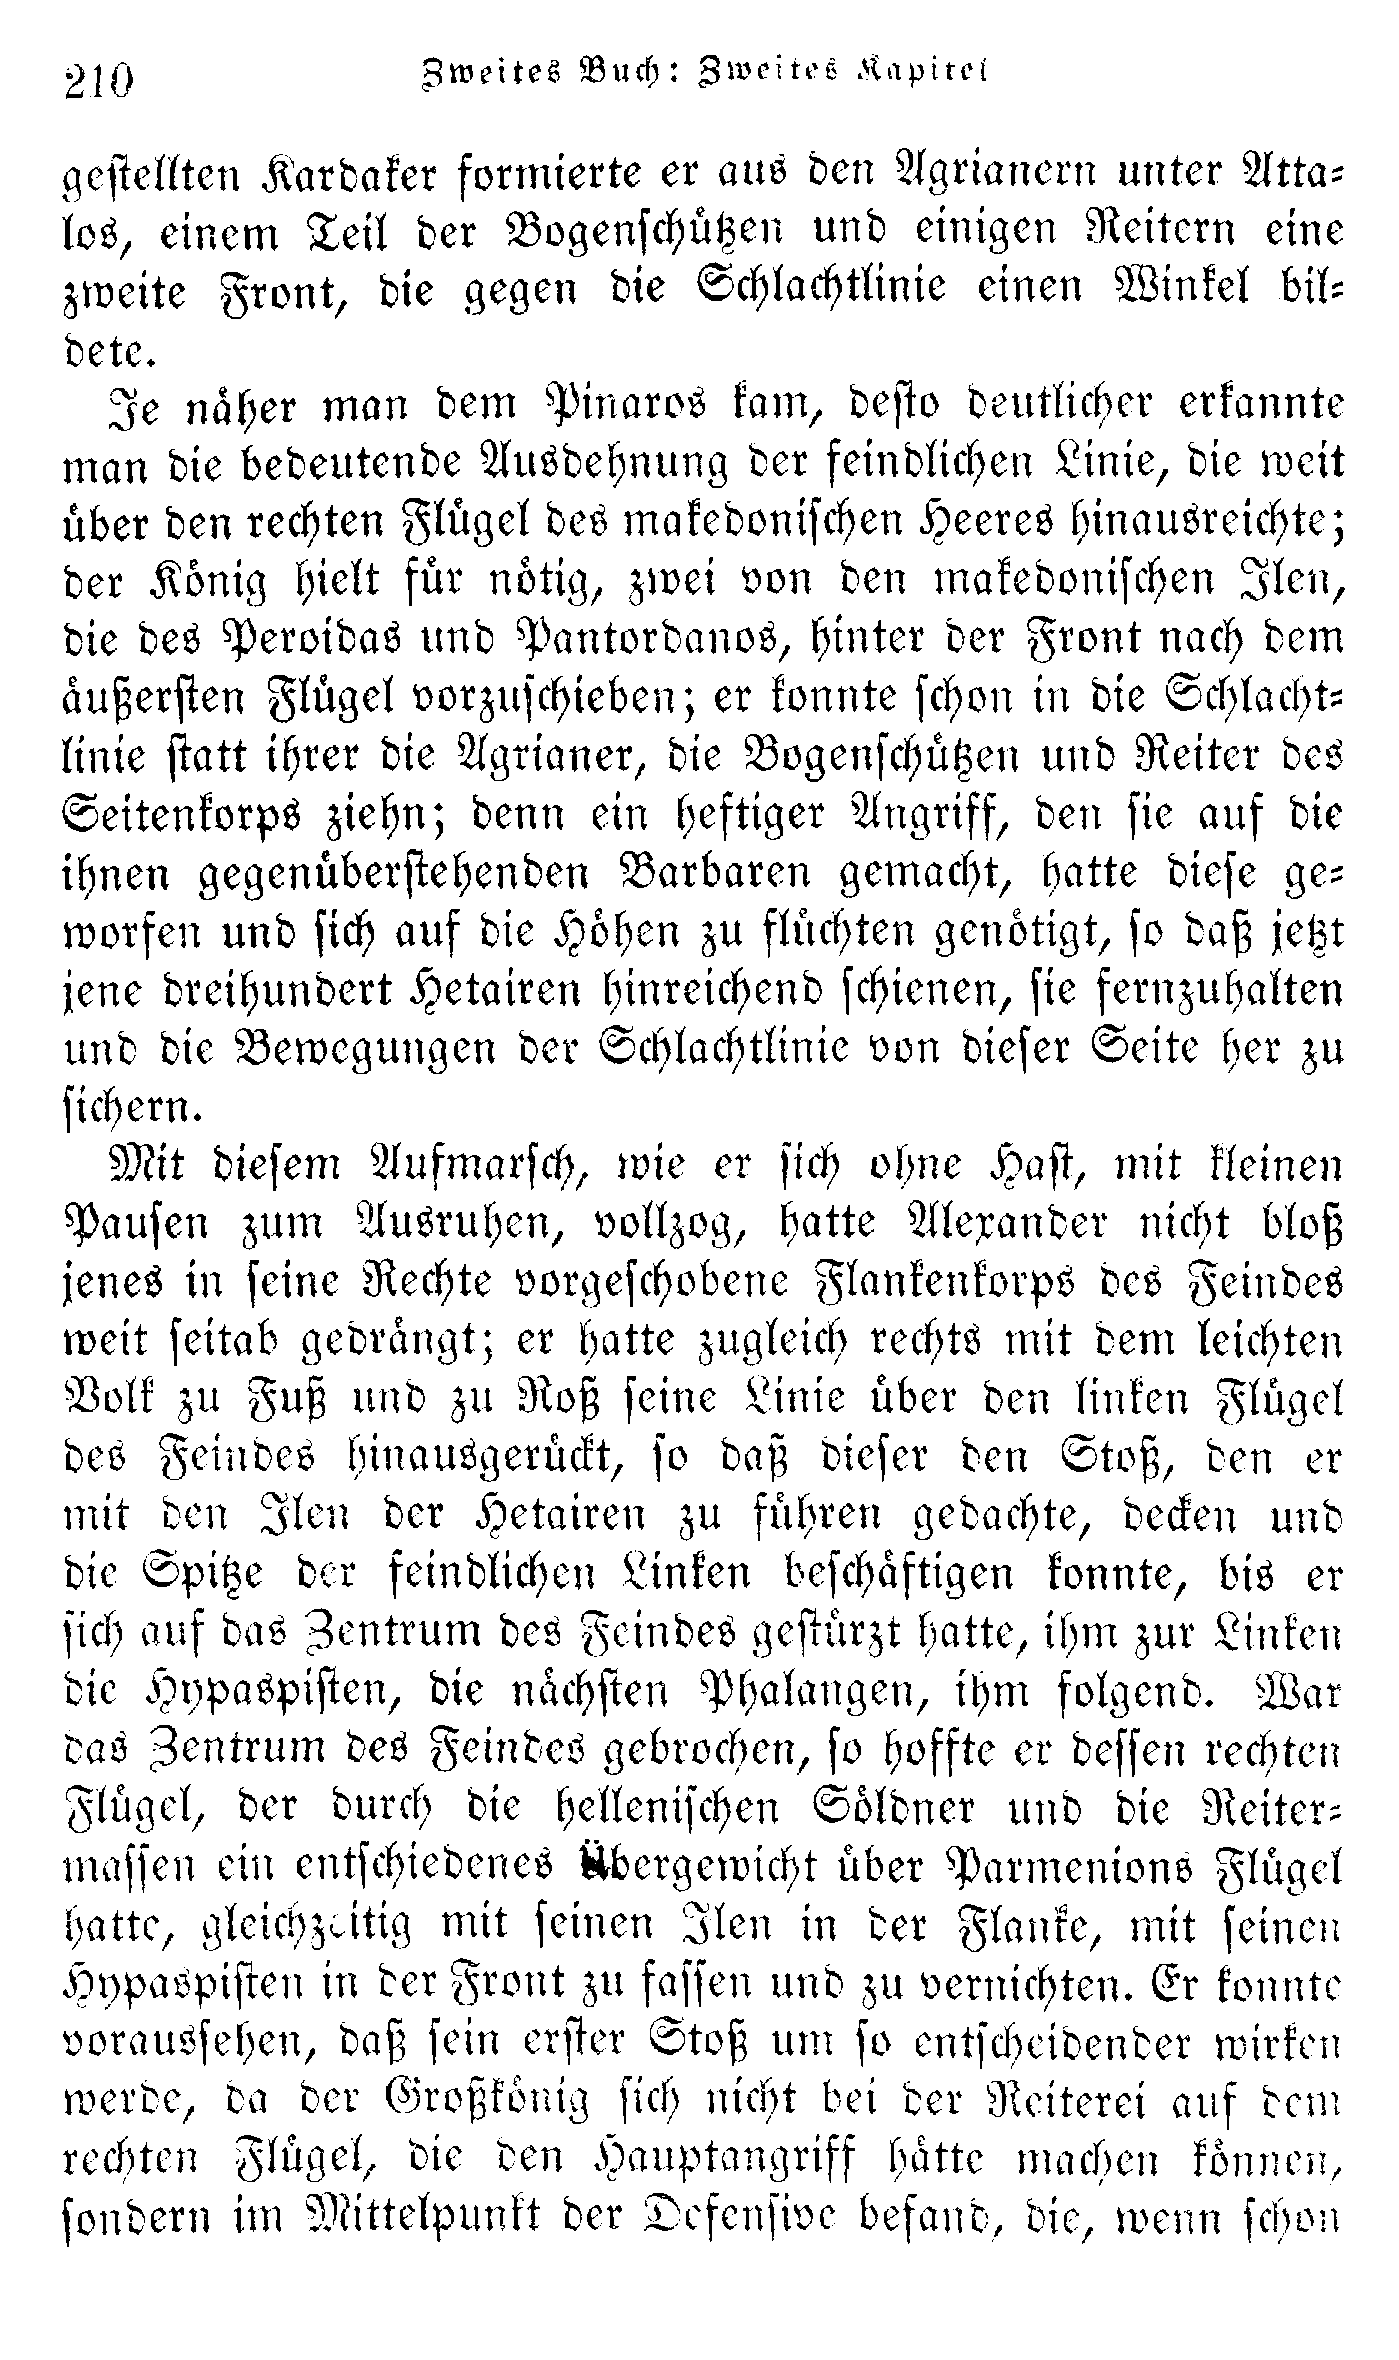 210 Zweites Buch: Zweites Kapitel
gestellten Kardaker formierte er aus den Agrianern unter Atta-
los, einem Teil der Bogenschützen und einigen Reitern eine
zweite Front, die gegen die Schlachtlinie einen Winkel bil-
dete.
Je näher man dem Pinaros kam, desto deutlicher erkannte
man die bedeutende Ausdehnung der feindlichen Linie, die weit
über den rechten Flügel des makedonischen Heeres hinausreichte;
der König hielt für nötig, zwei von den makedonischen Ilen,
die des Peroidas und Pantordanos, hinter der Front nach dem
äußersten Flügel vorzuschieben; er konnte schon in die Schlacht-
linie statt ihrer die Agrianer, die Bogenschützen und Reiter des
Seitenkorps ziehn; denn ein heftiger Angriff, den sie auf die
ihnen gegenüberstehenden Barbaren gemacht, hatte diese ge-
worfen und sich auf die Höhen zu flüchten genötigt, so daß jetzt
jene dreihundert Hetairen hinreichend schienen, sie fernzuhalten
und die Bewegungen der Schlachtlinie von dieser Seite her zu
sichern.
Mit diesem Aufmarsch, wie er sich ohne Hast, mit kleinen
Pausen zum Ausruhen, vollzog, hatte Alexander nicht bloß
jenes in seine Rechte vorgeschobene Flankenkorps des Feindes
weit seitab gedrängt; er hatte zugleich rechts mit dem leichten
Volk zu Fuß und zu Roß seine Linie über den linken Flügel
des Feindes hinausgerückt, so daß dieser den Stoß, den er
mit den Ilen der Hetairen zu führen gedachte, decken und
die Spitze der feindlichen Linken beschäftigen konnte, bis er
sich auf das Zentrum des Feindes gestürzt hatte, ihm zur Linken
die Hypaspisten, die nächsten Phalangen, ihm folgend. War
das Zentrum des Feindes gebrochen, so hoffte er dessen rechten
Flügel, der durch die hellenischen Söldner und die Reiter-
massen ein entschiedenes Übergewicht über Parmenions Flügel
hatte, gleichzeitig mit seinen Ilen in der Flanke, mit seinen
Hypaspisten in der Front zu fassen und zu vernichten. Er konnte
voraussehen, daß sein erster Stoß um so entscheidender wirken
werde, da der Großkönig sich nicht bei der Reiterei auf dem
rechten Flügel, die den Hauptangriff hätte machen können,
sondern im Mittelpunkt der Defensive befand, die, wenn schon